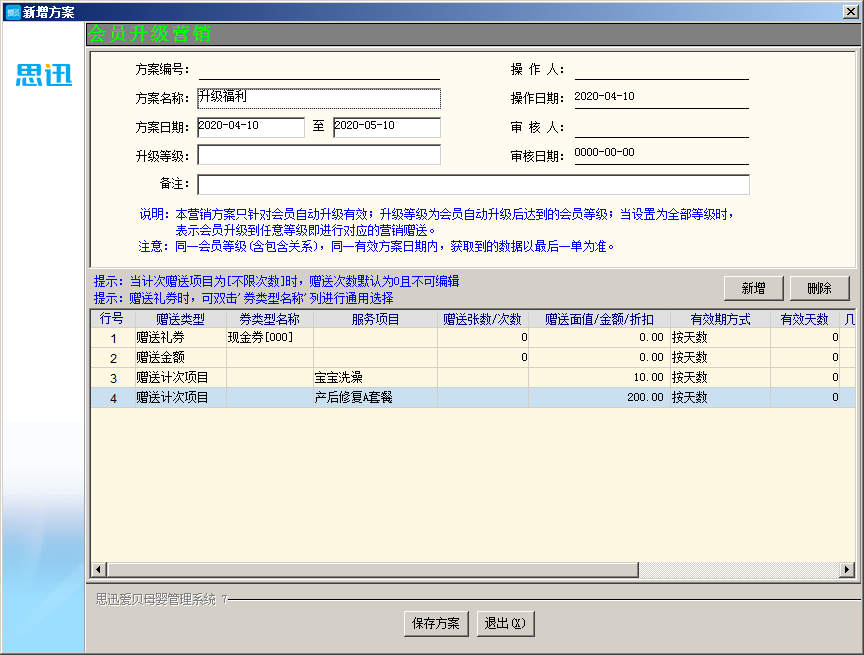 思迅 新增方案
会员升级营销
思迅
方案编号： 操 作 人：
方案名称： 升级福利 操作日期： 2020-04-10
方案日期： 2020-04-10 至 2020-05-10 审 核 人：
升级等级： 审核日期： 0000-00-00
备注：
说明：本营销方案只针对会员自动升级有效；升级等级为会员自动升级后达到的会员等级；当设置为全部等级时，
表示会员升级到任意等级即进行对应的营销赠送。
注意：同一会员等级(含包含关系)，同一有效方案日期内，获取到的数据以最后一单为准。
提示：当计次赠送项目为[不限次数]时，赠送次数默认为0且不可编辑
提示：赠送礼券时，可双击'券类型名称'列进行通用选择
新增 删除
行号 赠送类型 券类型名称 服务项目 赠送张数/次数 赠送面值/金额/折扣 有效期方式 有效天数 几
1 赠送礼券 现金券[000] 0 0.00 按天数 0
2 赠送金额 0 0.00 按天数 0
3 赠送计次项目 宝宝洗澡 10.00 按天数 0
4 赠送计次项目 产后修复A套餐 200.00 按天数 0
思迅爱贝母婴管理系统 7
保存方案 退出(X)